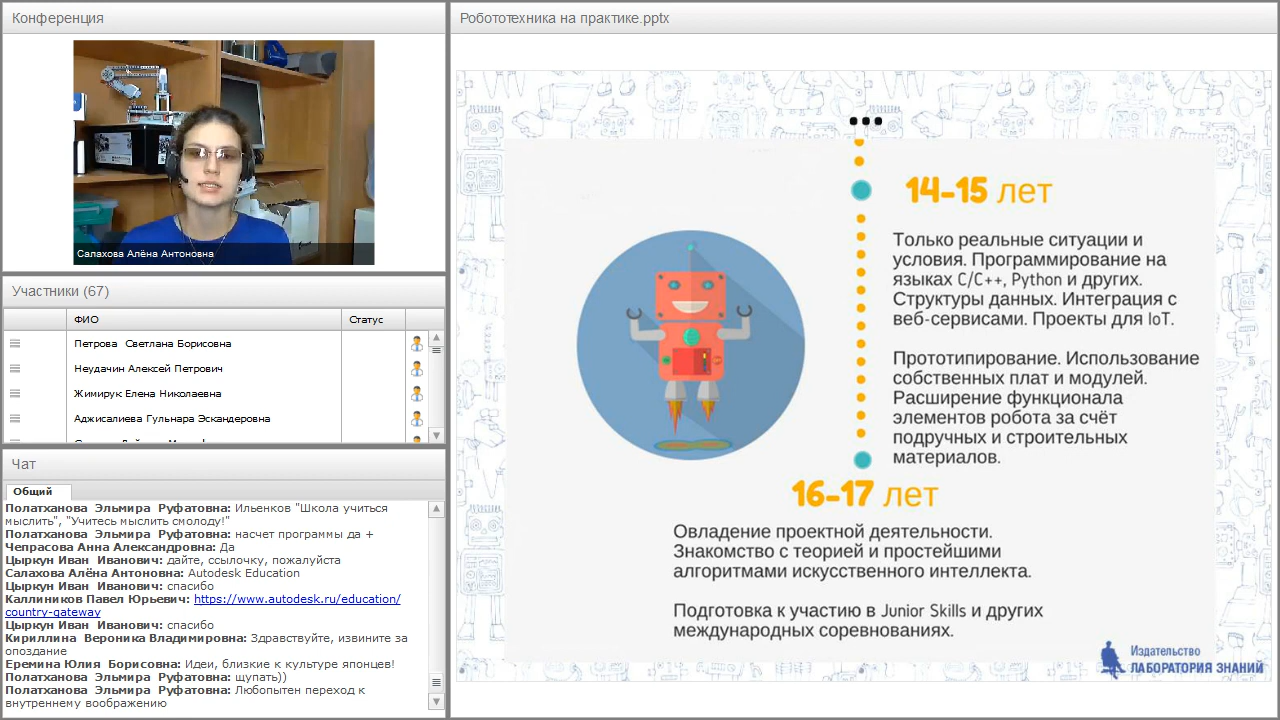 Конференция
Салахова Алёна Антоновна
Участники (67)
ФИО
Статус
Петрова Светлана Борисовна
Неудачин Алексей Петрович
Жимирук Елена Николаевна
Аджисалиева Гульнара Эскандеровна
Чат
Общий
Полатханова Эльмира Руфатовна: Ильенков "Школа учиться
мыслить", "Учитесь мыслить смолоду!"
Полатханова Эльмира Руфатовна: насчет программы да +
Чепрасова Анна Александровна: Да
Цыркун Иван Иванович: дайте, ссылочку, пожалуйста
Салахова Алёна Антоновна: Autodesk Education
Цыркун Иван Иванович: спасибо
Каллиников Павел Юрьевич: https://www.autodesk.ru/education/
country-gateway
Цыркун Иван Иванович: спасибо
Кириллина Вероника Владимировна: Здравствуйте, извините за
опоздание
Еремина Юлия Борисовна: Идеи, близкие к культуре японцев!
Полатханова Эльмира Руфатовна: щупать))
Полатханова Эльмира Руфатовна: Любопытен переход к
внутреннему воображению
Робототехника на практике.pptx
14-15 лет
Только реальные ситуации и
условия. Программирование на
языках C/C++, Python и других.
Структуры данных. Интеграция с
веб-сервисами. Проекты для IoT.
Прототипирование. Использование
собственных плат и модулей.
Расширение функционала
элементов робота за счёт
подручных и строительных
материалов.
16-17 лет
Овладение проектной деятельности.
Знакомство с теорией и простейшими
алгоритмами искусственного интеллекта.
Подготовка к участию в Junior Skills и других
международных соревнованиях.
Издательство
ЛАБОРАТОРИЯ ЗНАНИЙ